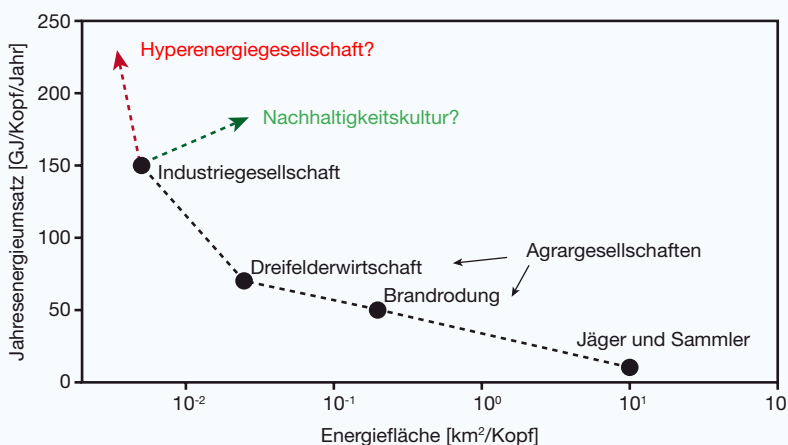 250
200
150
100
50
0
Jahresenergieumsatz [GJ/Kopf/Jahr]
Hyperenergiegesellschaft?
Nachhaltigkeitskultur?
Industriegesellschaft
Agrargesellschaften
Dreifelderwirtschaft
Brandrodung
Jäger und Sammler
10⁻² 10⁻¹ 10⁰ 10¹ 10
Energiefläche [km²/Kopf]